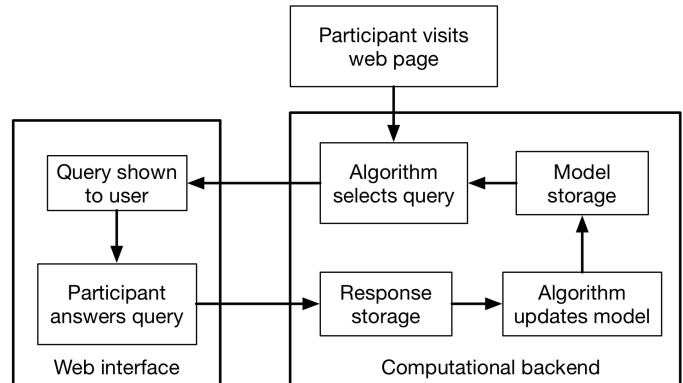 Participant visits
web page
Query shown
to user
Algorithm
selects query
Model
storage
Participant
answers query
Response
storage
Algorithm
updates model
Web interface
Computational backend